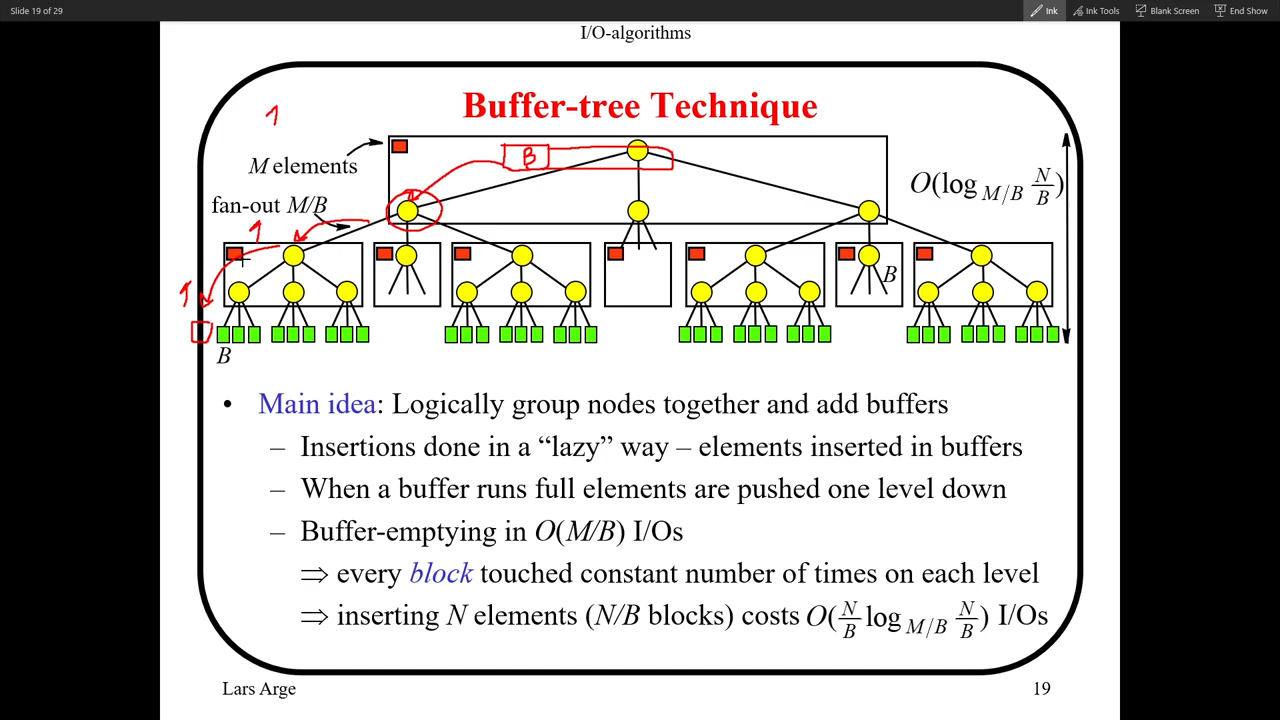 Slide 19 of 29
Ink Ink Tools Blank Screen End Show
I/O-algorithms
Buffer-tree Technique
1
B
M elements
O(log M/B N/B)
fan-out M/B
1
1
B
B
• Main idea: Logically group nodes together and add buffers
– Insertions done in a “lazy” way – elements inserted in buffers
– When a buffer runs full elements are pushed one level down
– Buffer-emptying in O(M/B) I/Os
⇒ every block touched constant number of times on each level
⇒ inserting N elements (N/B blocks) costs O(N/B log M/B N/B) I/Os
Lars Arge
19